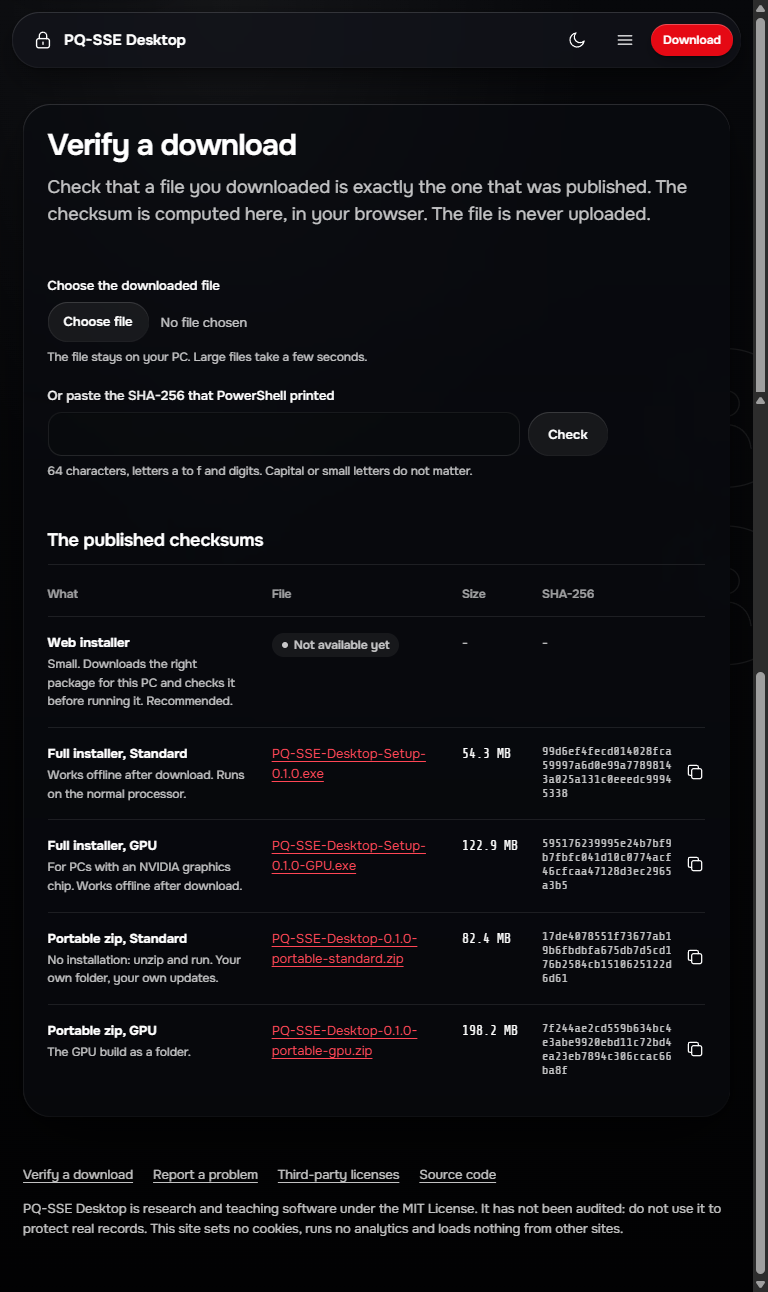 PQ-SSE Desktop
Download
Verify a download
Check that a file you downloaded is exactly the one that was published. The
checksum is computed here, in your browser. The file is never uploaded.
Choose the downloaded file
Choose file No file chosen
The file stays on your PC. Large files take a few seconds.
Or paste the SHA-256 that PowerShell printed
Check
64 characters, letters a to f and digits. Capital or small letters do not matter.
The published checksums
What File Size SHA-256
Web installer
Small. Downloads the right
package for this PC and checks it
before running it. Recommended.
Not available yet
-
-
Full installer, Standard
Works offline after download. Runs
on the normal processor.
PQ-SSE-Desktop-Setup-
0.1.0.exe
54.3 MB
99d6ef4fecd014028fca
59997a6d0e99a7789814
3a025a131c0eeedc9994
5338
Full installer, GPU
For PCs with an NVIDIA graphics
chip. Works offline after download.
PQ-SSE-Desktop-Setup-
0.1.0-GPU.exe
122.9 MB
595176239995e24b7bf9
b7fbfc041d10c0774acf
46cfcaa47128d3ec2965
a3b5
Portable zip, Standard
No installation: unzip and run. Your
own folder, your own updates.
PQ-SSE-Desktop-0.1.0-
portable-standard.zip
82.4 MB
17de4078551f73677ab1
9b6fbdbfa675db7d5cd1
76b2584cb1510625122d
6d61
Portable zip, GPU
The GPU build as a folder.
PQ-SSE-Desktop-0.1.0-
portable-gpu.zip
198.2 MB
7f244ae2cd559b634bc4
e3abe9920ebd11c72bd4
ea23eb7894c306ccac66
ba8f
Verify a download Report a problem Third-party licenses Source code
PQ-SSE Desktop is research and teaching software under the MIT License. It has not been audited: do not use it to
protect real records. This site sets no cookies, runs no analytics and loads nothing from other sites.